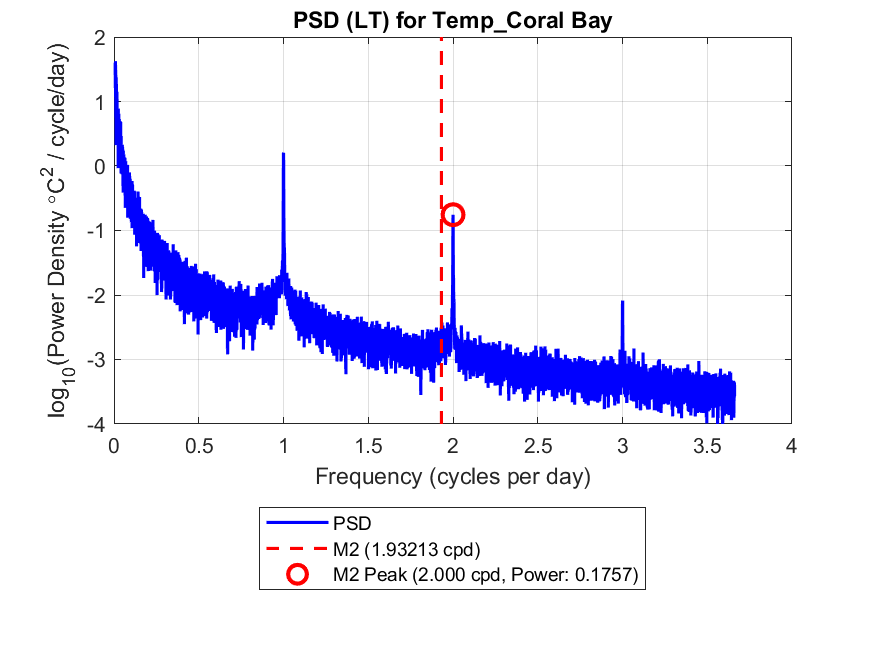 PSD (LT) for Temp_Coral Bay
log10(Power Density °C2 / cycle/day)
2
1
0
-1
-2
-3
-4
0 0.5 1 1.5 2 2.5 3 3.5 4
Frequency (cycles per day)
PSD
M2 (1.93213 cpd)
M2 Peak (2.000 cpd, Power: 0.1757)